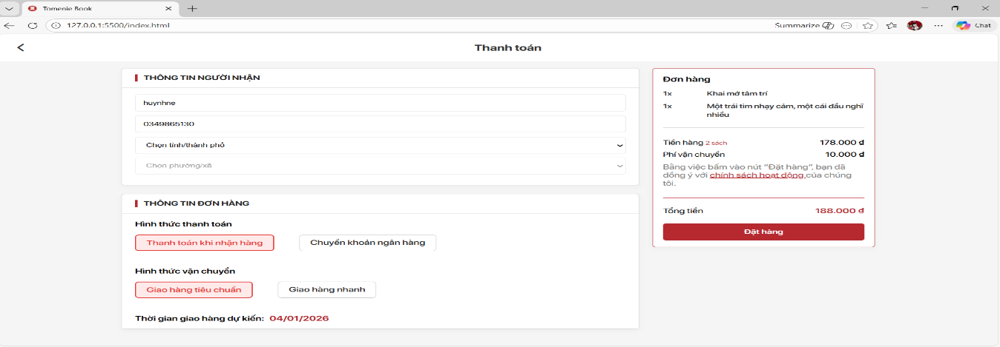 Tomenie Book
127.0.0.1:5500/index.html
Summarize
Chat
Thanh toán
THÔNG TIN NGƯỜI NHẬN
huynhne
0349865130
Chọn tỉnh/thành phố
Chọn phường/xã
THÔNG TIN ĐƠN HÀNG
Hình thức thanh toán
Thanh toán khi nhận hàng
Chuyển khoản ngân hàng
Hình thức vận chuyển
Giao hàng tiêu chuẩn
Giao hàng nhanh
Thời gian giao hàng dự kiến: 04/01/2026
Đơn hàng
1x Khai mở tâm trí
1x Một trái tim nhạy cảm, một cái đầu nghĩ
nhiều
Tiền hàng 2 sách 178.000 đ
Phí vận chuyển 10.000 đ
Bằng việc bấm vào nút “Đặt hàng”, bạn đã
đồng ý với chính sách hoạt động của chúng
tôi.
Tổng tiền 188.000 đ
Đặt hàng